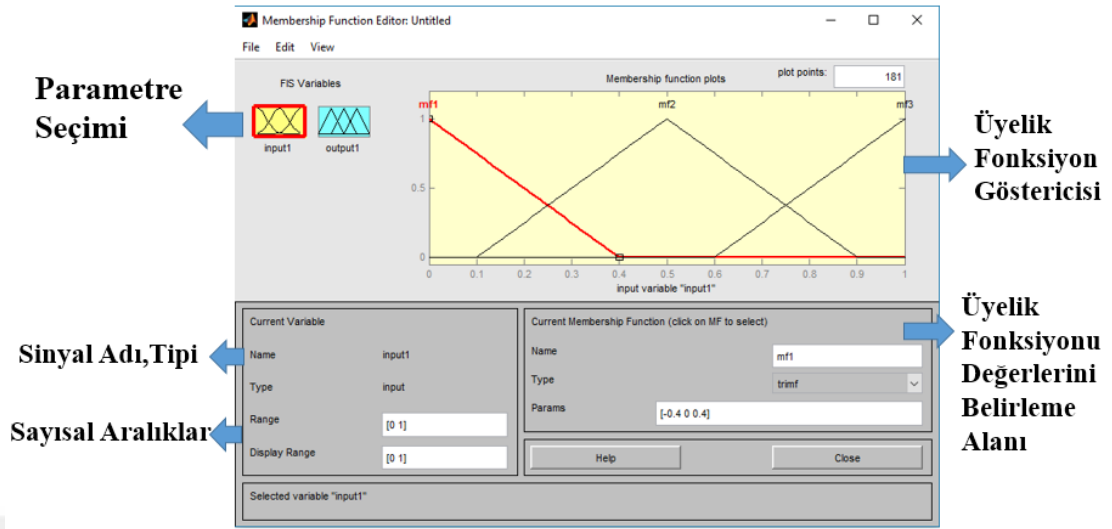 Membership Function Editor: Untitled
File Edit View
Parametre
Seçimi
FIS Variables
input1 output1
Membership function plots
plot points: 181
mf1 mf2 mf3
1
0.5
0
0 0.1 0.2 0.3 0.4 0.5 0.6 0.7 0.8 0.9 1
input variable "input1"
Üyelik
Fonksiyon
Göstericisi
Sinyal Adı,Tipi
Sayısal Aralıklar
Current Variable
Name input1
Type input
Range [0 1]
Display Range [0 1]
Current Membership Function (click on MF to select)
Name mf1
Type trimf
Params [-0.4 0 0.4]
Help Close
Selected variable "input1"
Üyelik
Fonksiyonu
Değerlerini
Belirleme
Alanı